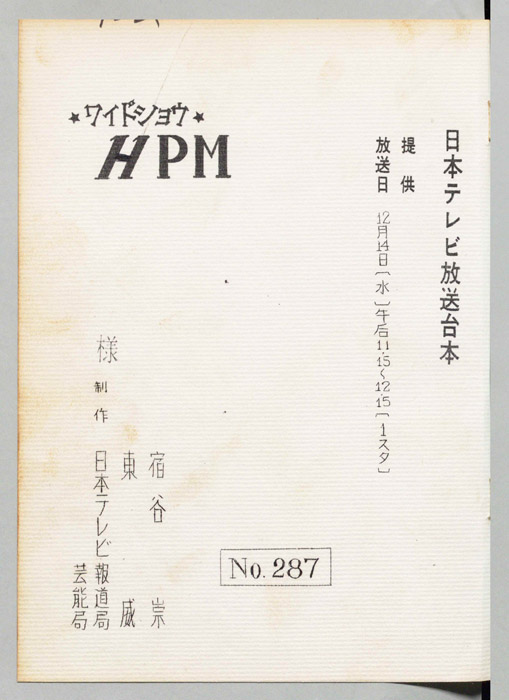 日本テレビ放送台本
提供
放送日 12月14日〔水〕午后11.15〜12.15〔1スタ〕
★ワイドショウ★
HPM
No.287
宿谷 崇
東 威
制作 日本テレビ 報道局
芸能局
様